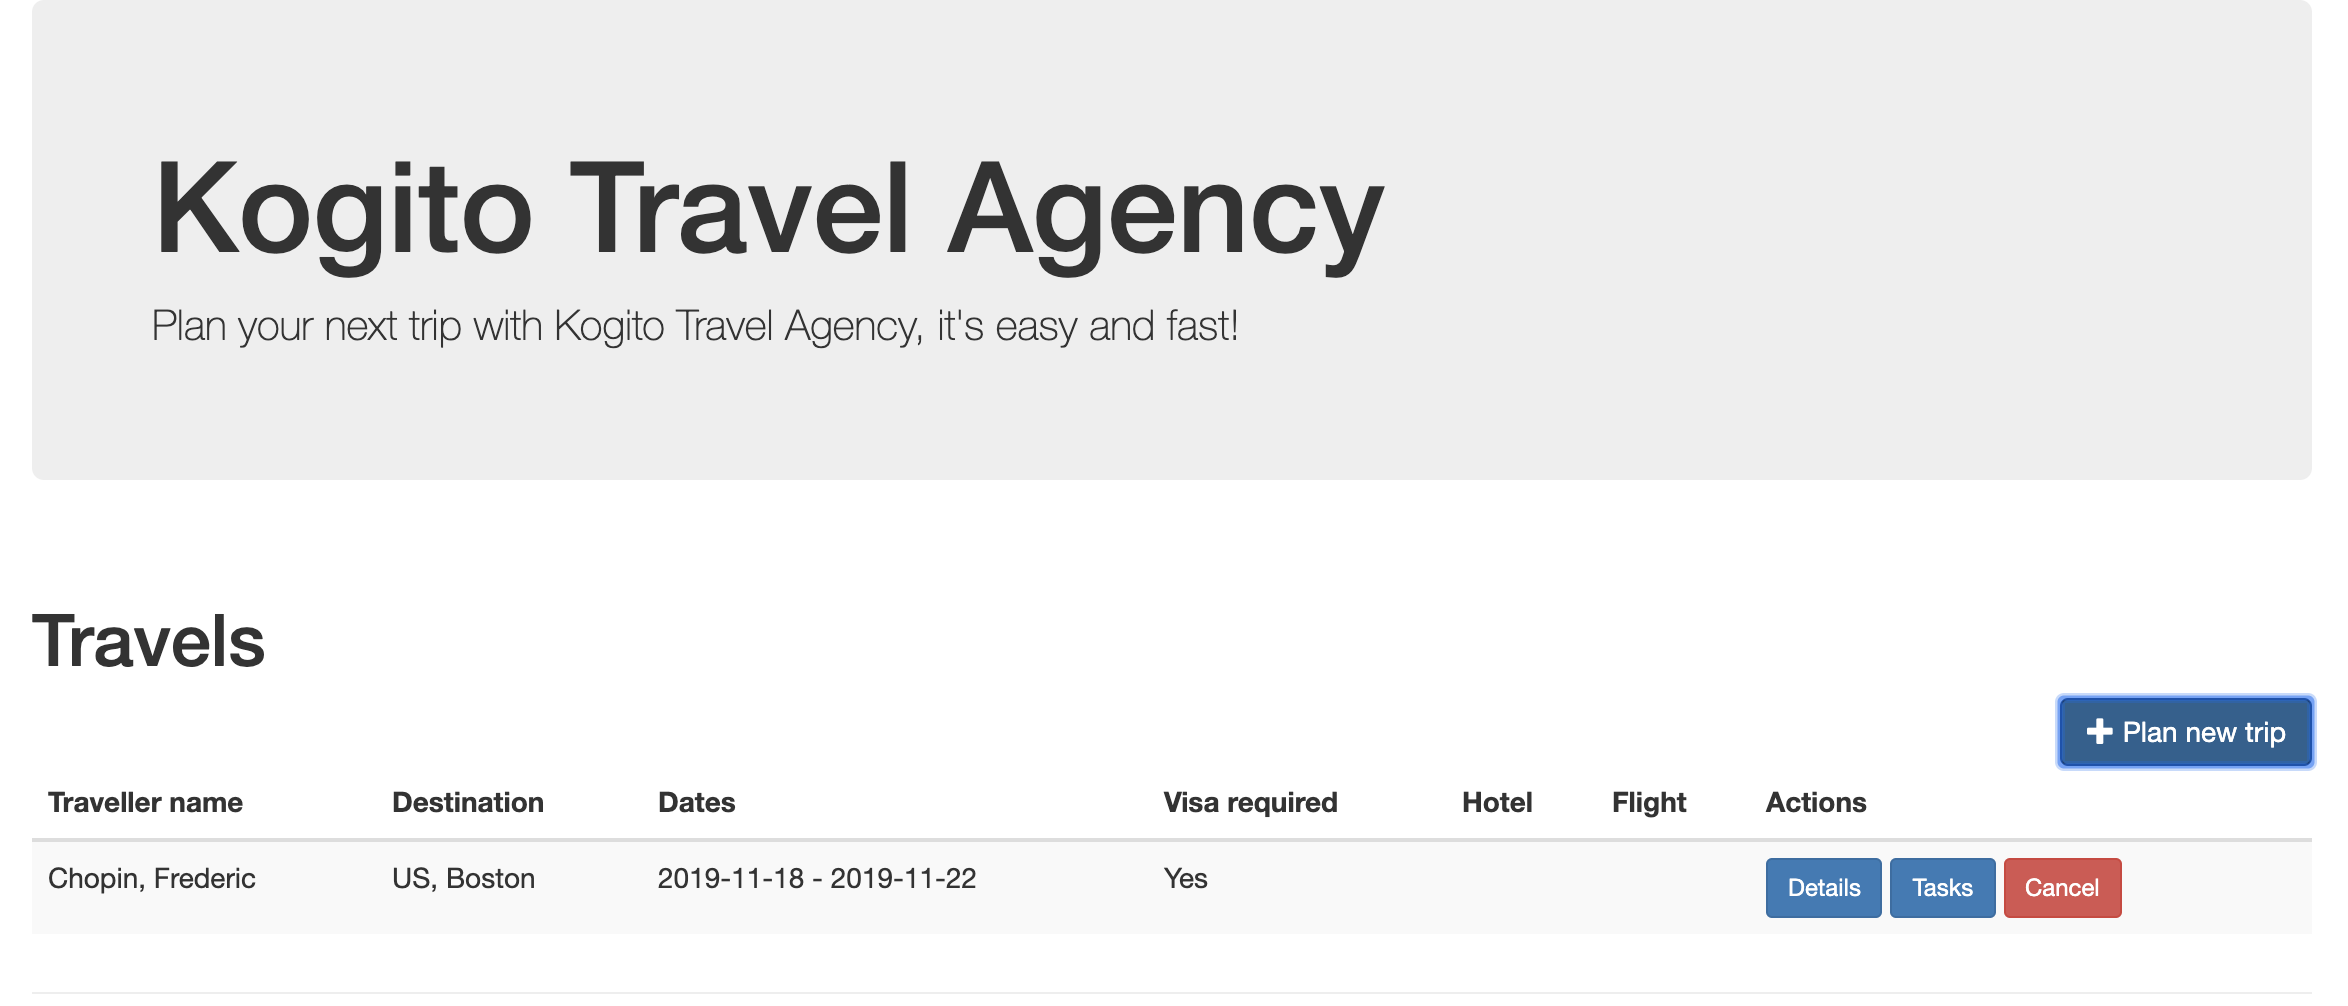 Kogito Travel Agency
Plan your next trip with Kogito Travel Agency, it's easy and fast!
Travels
Plan new trip
Traveller name Destination Dates Visa required Hotel Flight Actions
Chopin, Frederic US, Boston 2019-11-18 - 2019-11-22 Yes Details Tasks Cancel